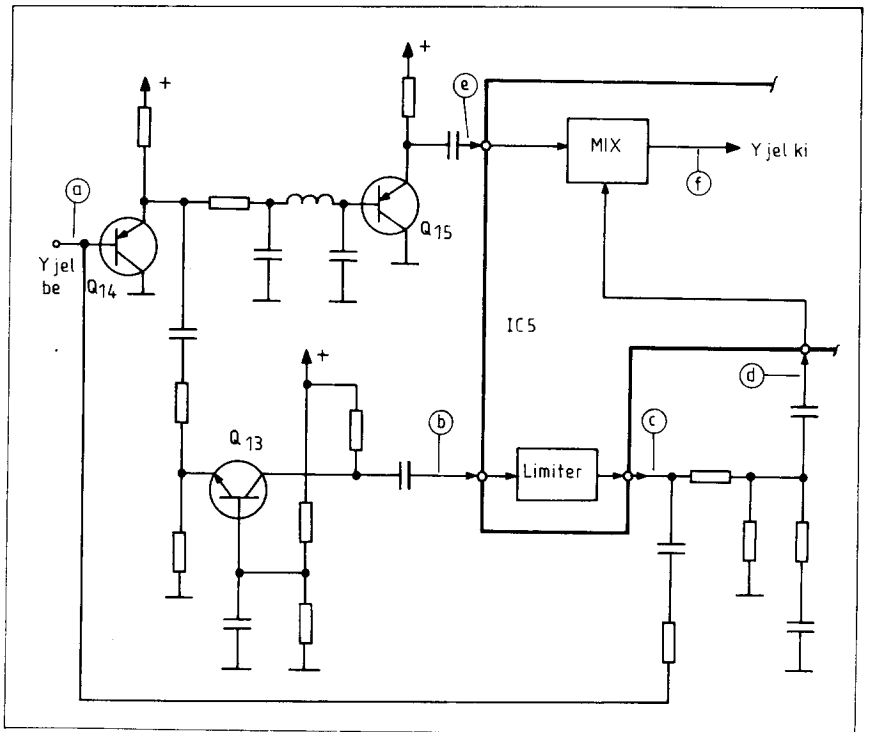 +
+
e
MIX
Y jel ki
f
a
Q15
Y jel
be
Q14
IC5
+
d
Q13
b
c
Limiter